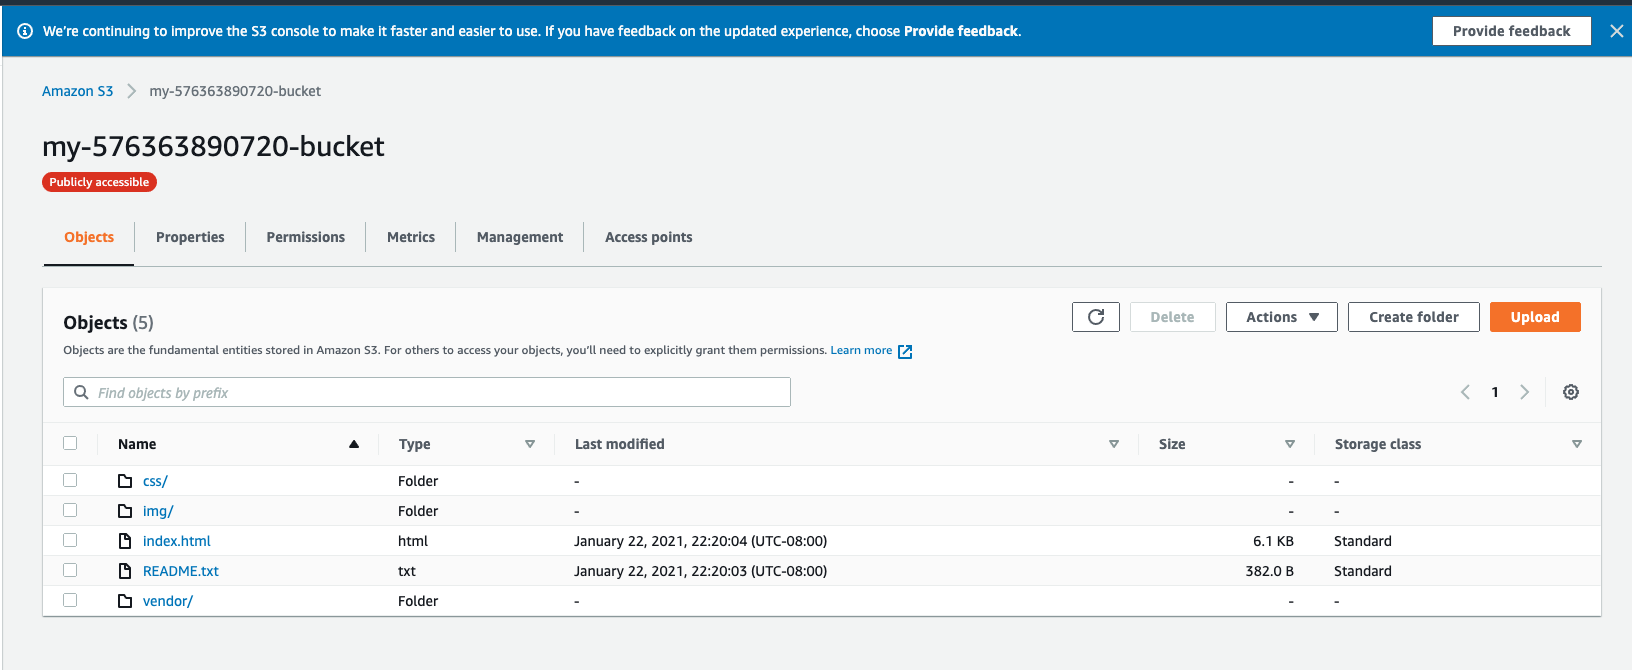 We're continuing to improve the S3 console to make it faster and easier to use. If you have feedback on the updated experience, choose Provide feedback. Provide feedback
Amazon S3 my-576363890720-bucket
my-576363890720-bucket
Publicly accessible
Objects Properties Permissions Metrics Management Access points
Objects (5) Delete Actions Create folder Upload
Objects are the fundamental entities stored in Amazon S3. For others to access your objects, you'll need to explicitly grant them permissions. Learn more
Find objects by prefix 1
Name Type Last modified Size Storage class
css/ Folder - - -
img/ Folder - - -
index.html html January 22, 2021, 22:20:04 (UTC-08:00) 6.1 KB Standard
README.txt txt January 22, 2021, 22:20:03 (UTC-08:00) 382.0 B Standard
vendor/ Folder - - -